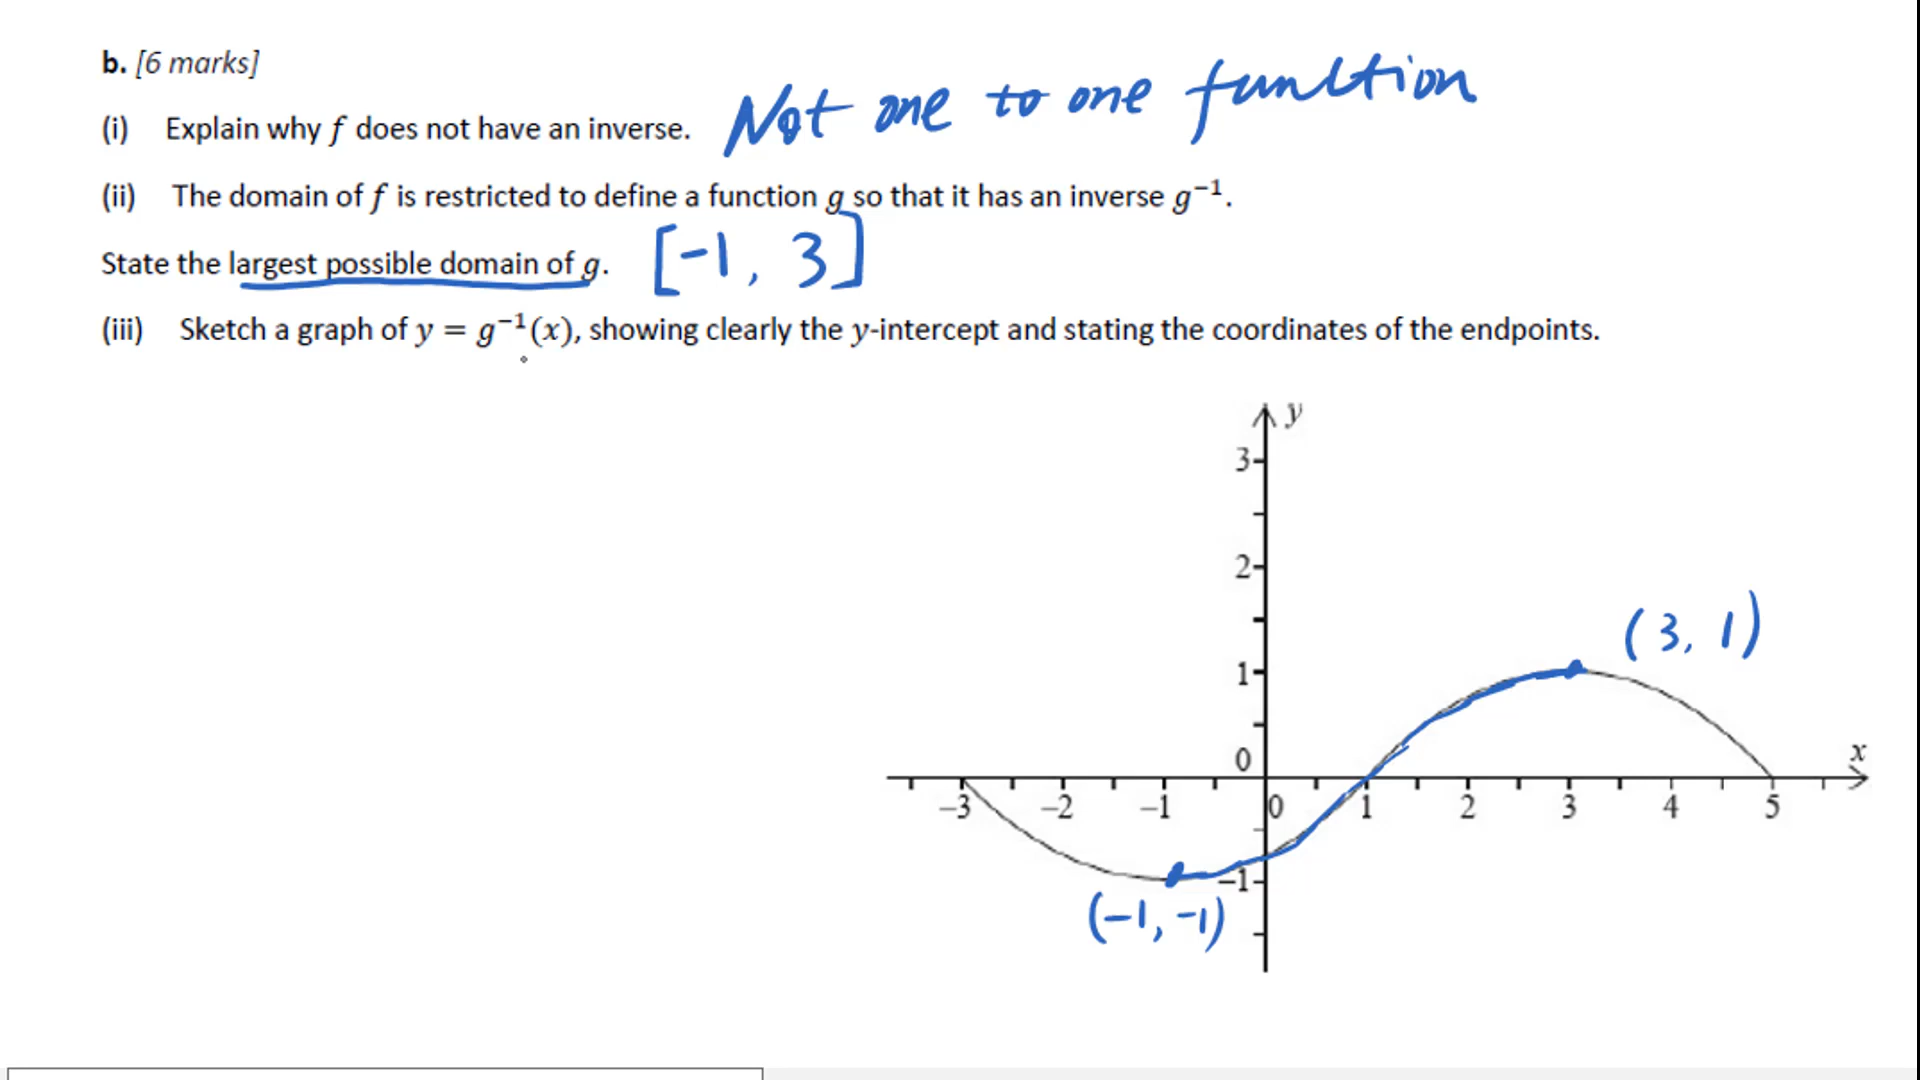 b. [6 marks]
(i) Explain why f does not have an inverse. Not one to one function
(ii) The domain of f is restricted to define a function g so that it has an inverse g⁻¹.
State the largest possible domain of g. [-1, 3]
(iii) Sketch a graph of y = g⁻¹(x), showing clearly the y-intercept and stating the coordinates of the endpoints.
y
3
2
(3, 1)
1
0
x
–3 –2 –1 0 1 2 3 4 5
–1
(-1, -1)